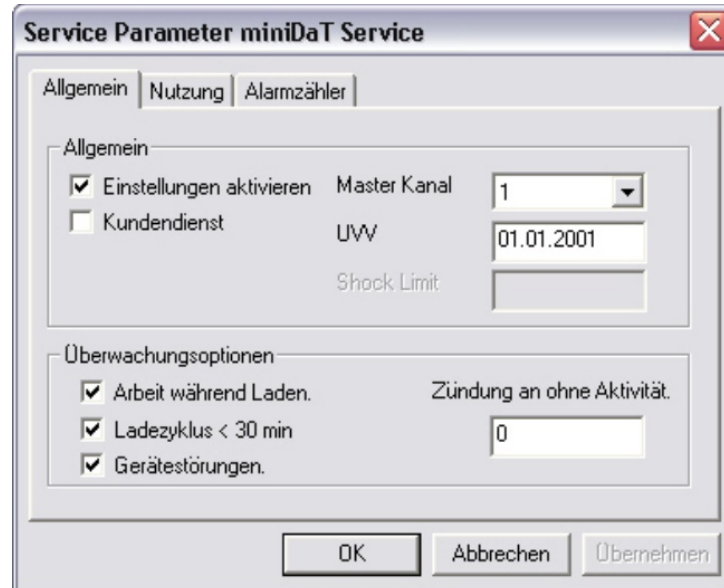 Service Parameter miniDaT Service
Allgemein
Nutzung
Alarmzähler
Allgemein
Einstellungen aktivieren
Master Kanal
1
Kundendienst
UVV
01.01.2001
Shock Limit
Überwachungsoptionen
Arbeit während Laden.
Zündung an ohne Aktivität.
Ladezyklus < 30 min
0
Gerätestörungen.
OK
Abbrechen
Übernehmen